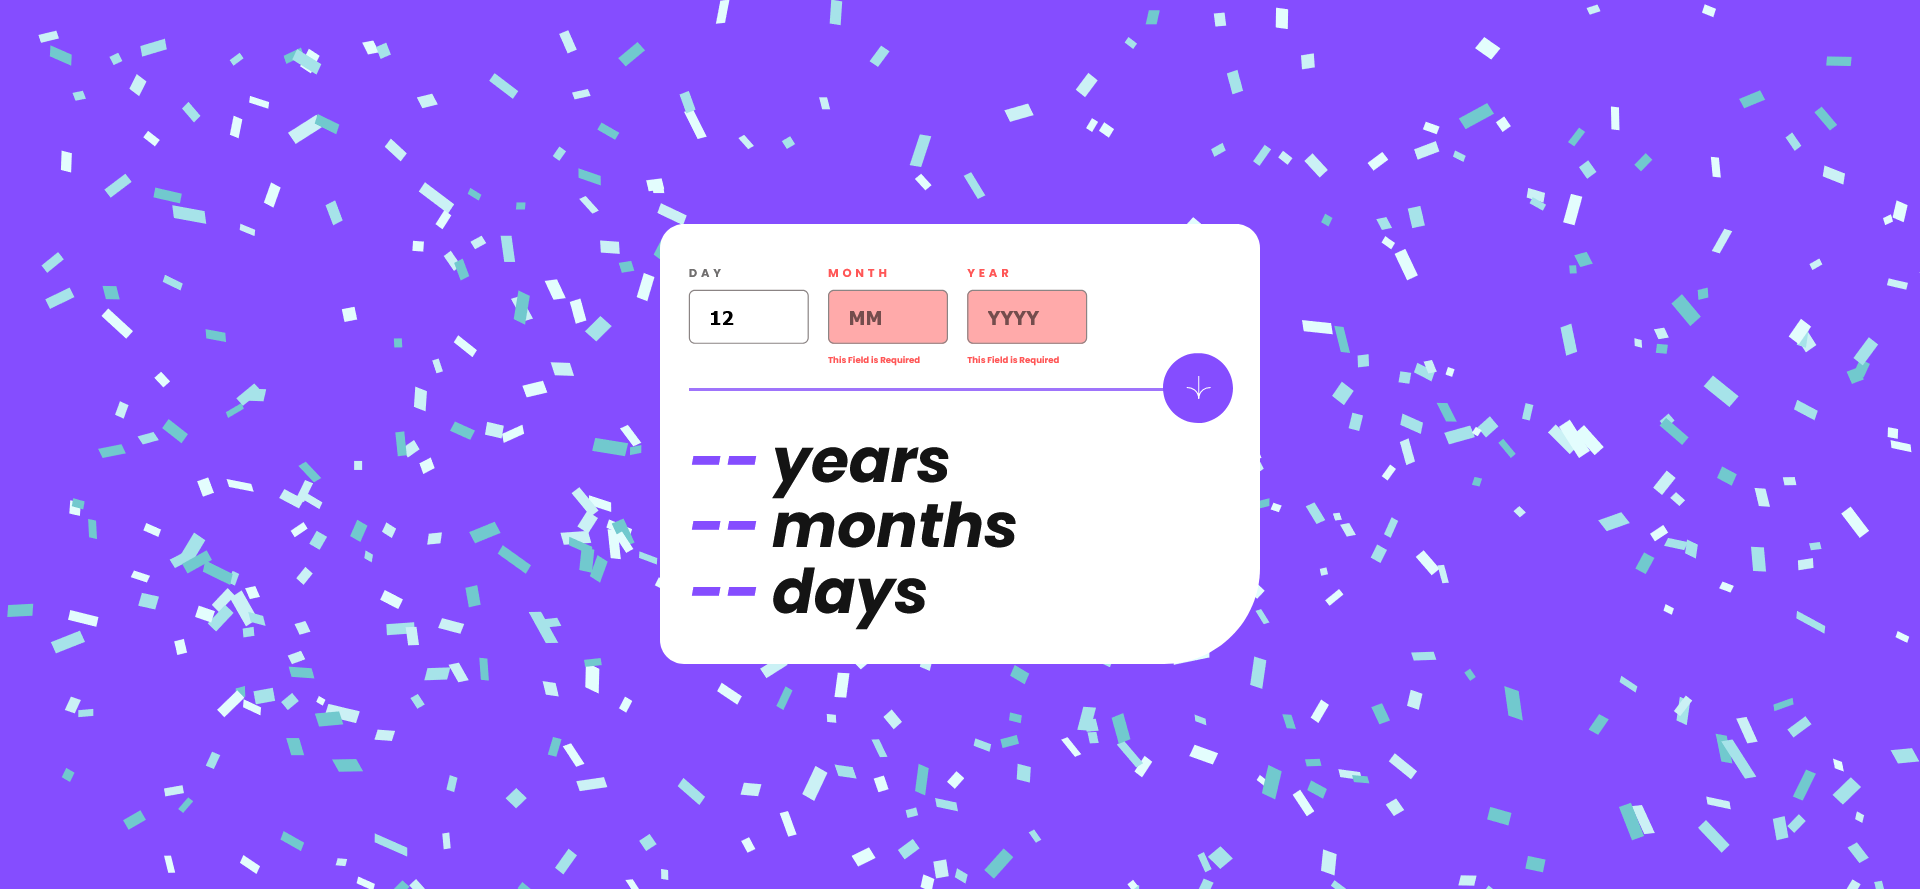 DAY MONTH YEAR
12 MM YYYY
This Field is Required This Field is Required
-- years
-- months
-- days